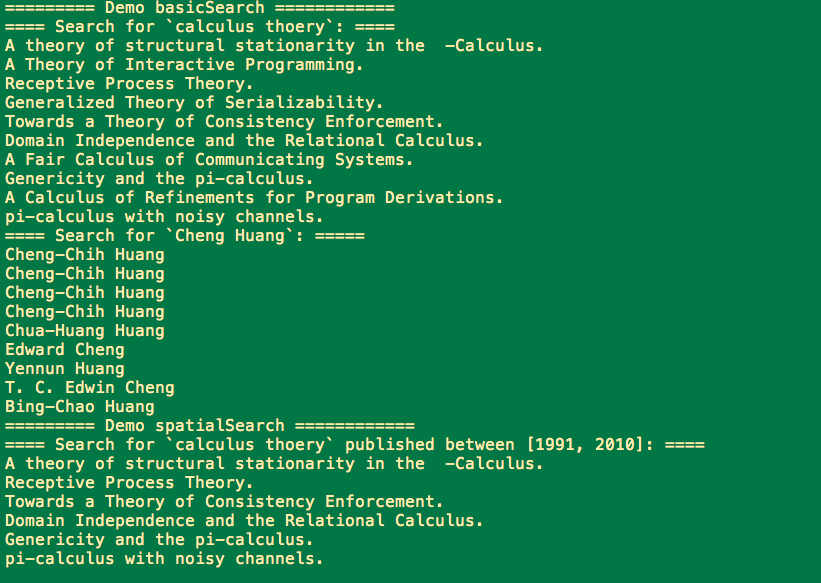 ========= Demo basicSearch ============
==== Search for `calculus thoery`: ====
A theory of structural stationarity in the  -Calculus.
A Theory of Interactive Programming.
Receptive Process Theory.
Generalized Theory of Serializability.
Towards a Theory of Consistency Enforcement.
Domain Independence and the Relational Calculus.
A Fair Calculus of Communicating Systems.
Genericity and the pi-calculus.
A Calculus of Refinements for Program Derivations.
pi-calculus with noisy channels.
==== Search for `Cheng Huang`: =====
Cheng-Chih Huang
Cheng-Chih Huang
Cheng-Chih Huang
Cheng-Chih Huang
Chua-Huang Huang
Edward Cheng
Yennun Huang
T. C. Edwin Cheng
Bing-Chao Huang
========= Demo spatialSearch ============
==== Search for `calculus thoery` published between [1991, 2010]: ====
A theory of structural stationarity in the  -Calculus.
Receptive Process Theory.
Towards a Theory of Consistency Enforcement.
Domain Independence and the Relational Calculus.
Genericity and the pi-calculus.
pi-calculus with noisy channels.